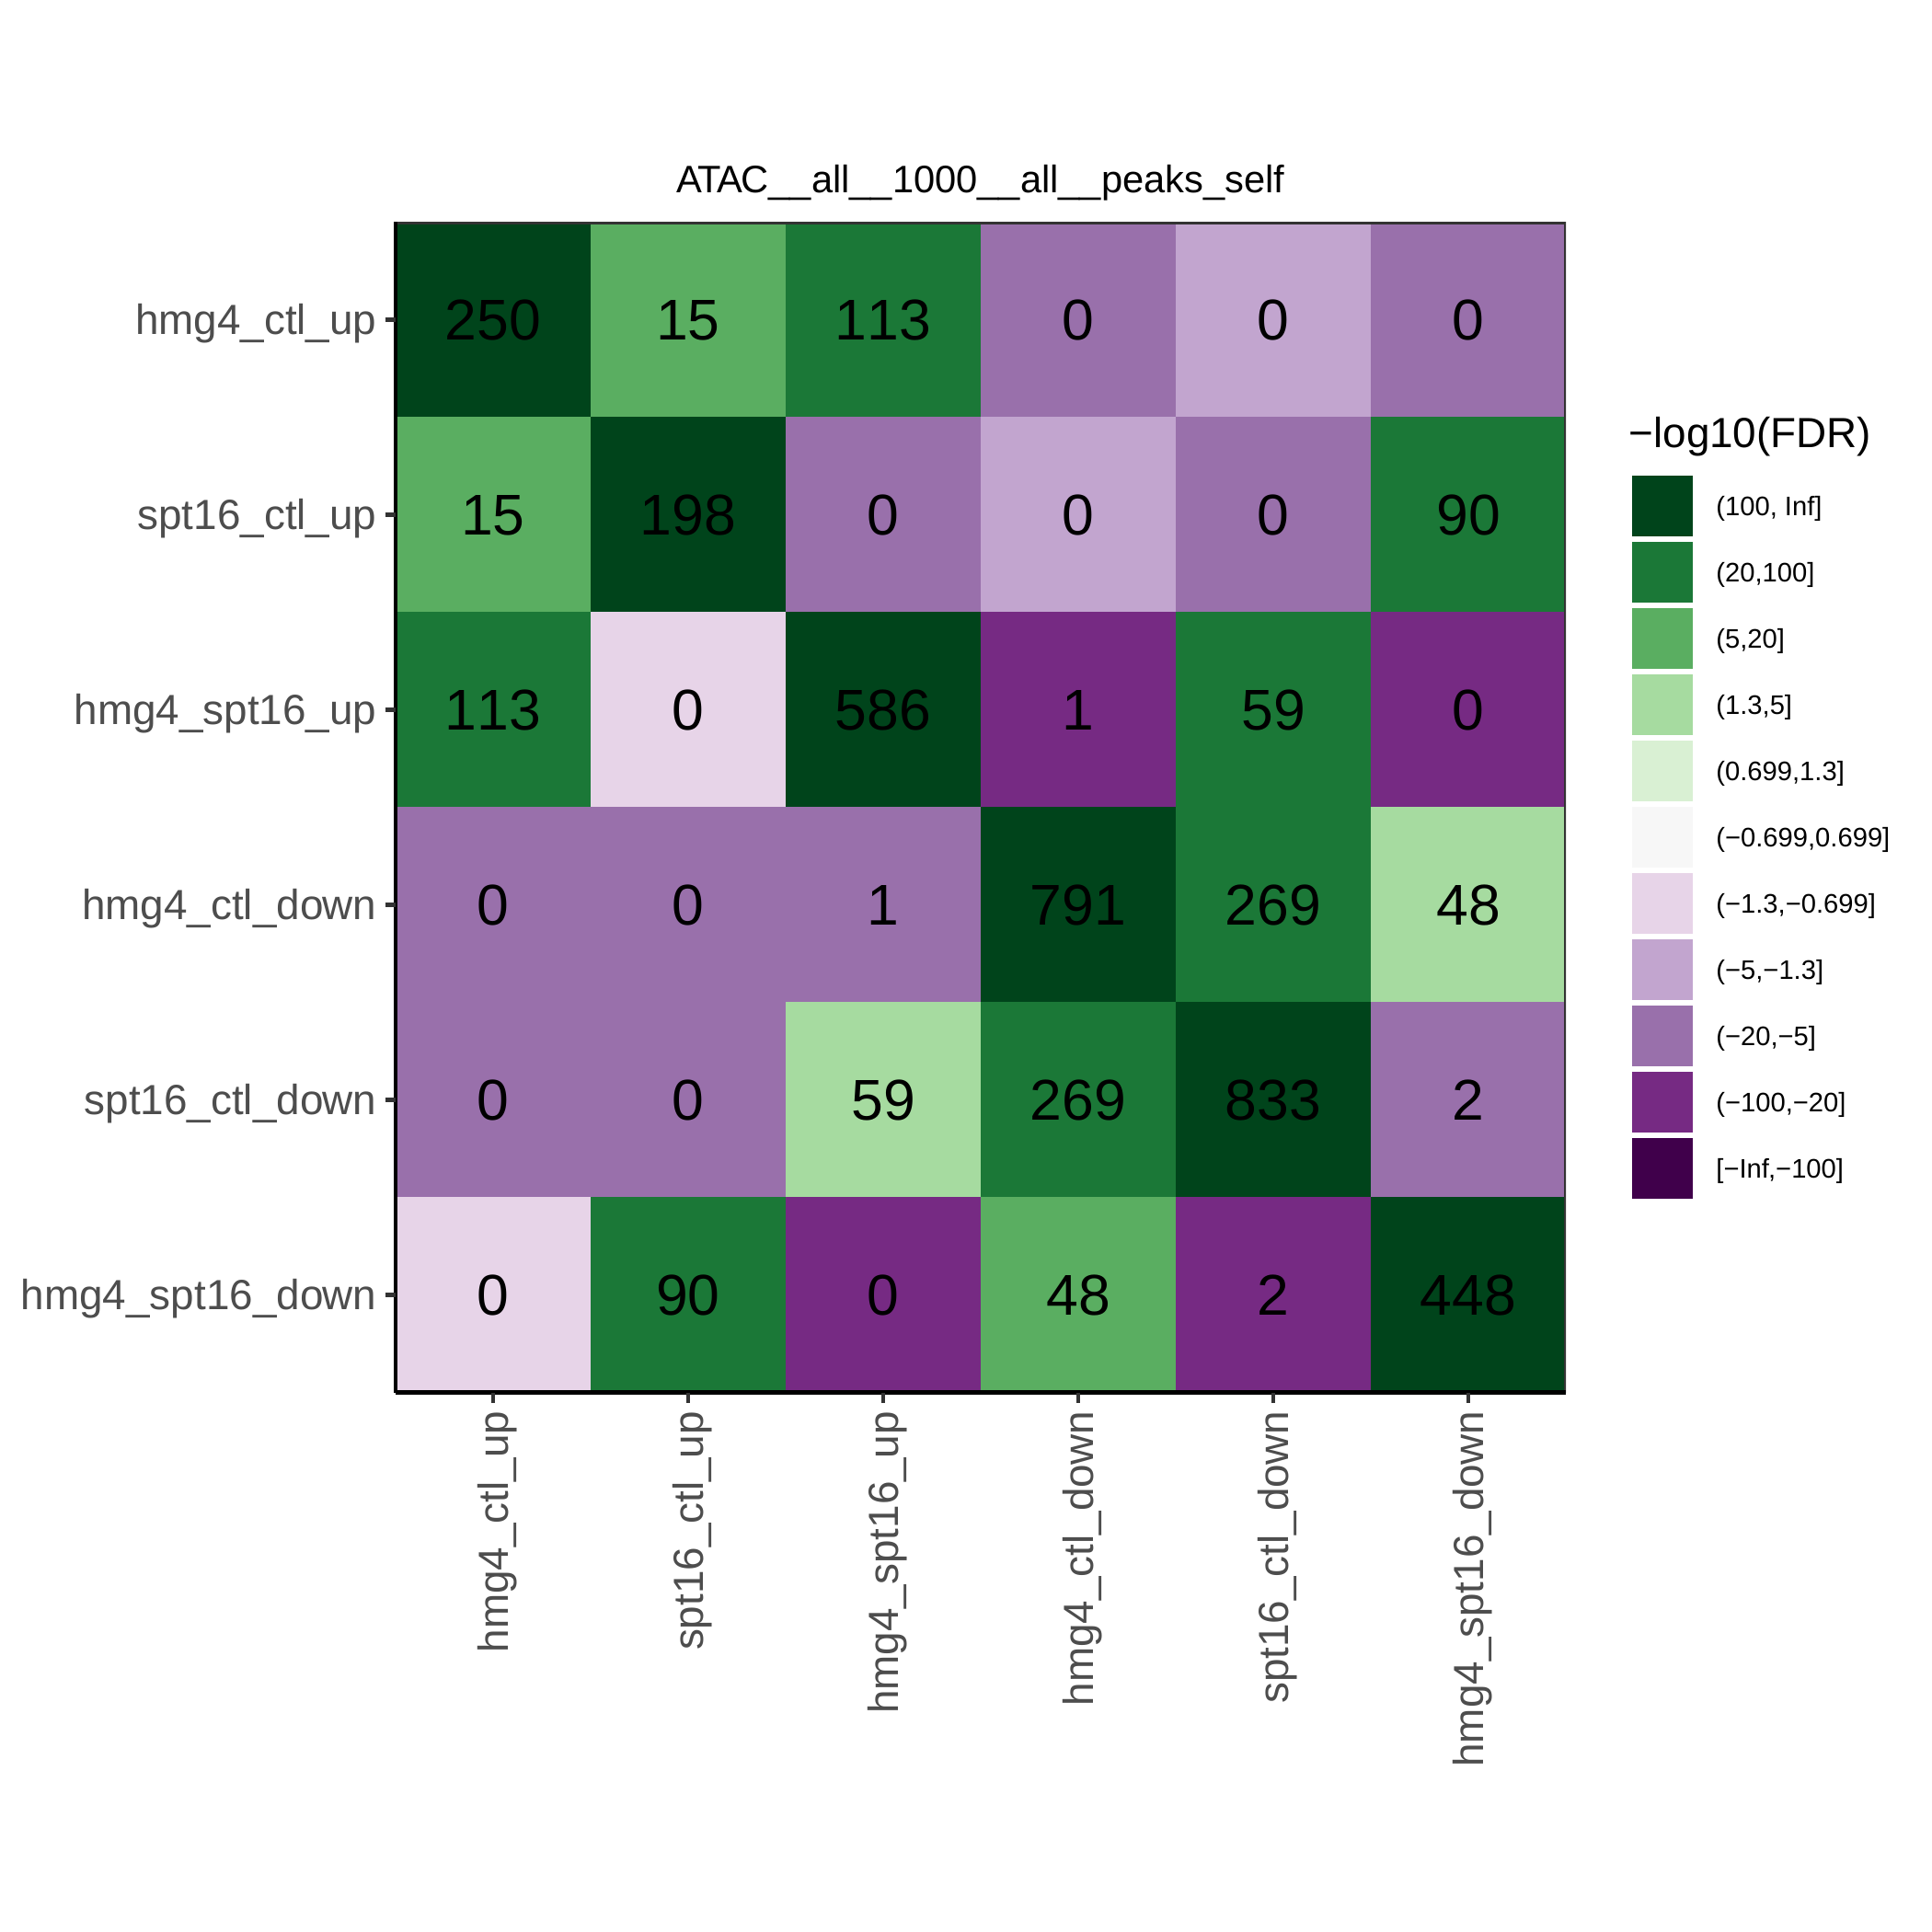 ATAC__all__1000__all__peaks_self
hmg4_ctl_up 250 15 113 0 0 0
spt16_ctl_up 15 198 0 0 0 90
hmg4_spt16_up 113 0 586 1 59 0
hmg4_ctl_down 0 0 1 791 269 48
spt16_ctl_down 0 0 59 269 833 2
hmg4_spt16_down 0 90 0 48 2 448
hmg4_ctl_up
spt16_ctl_up
hmg4_spt16_up
hmg4_ctl_down
spt16_ctl_down
hmg4_spt16_down
−log10(FDR)
(100, Inf]
(20,100]
(5,20]
(1.3,5]
(0.699,1.3]
(−0.699,0.699]
(−1.3,−0.699]
(−5,−1.3]
(−20,−5]
(−100,−20]
[−Inf,−100]